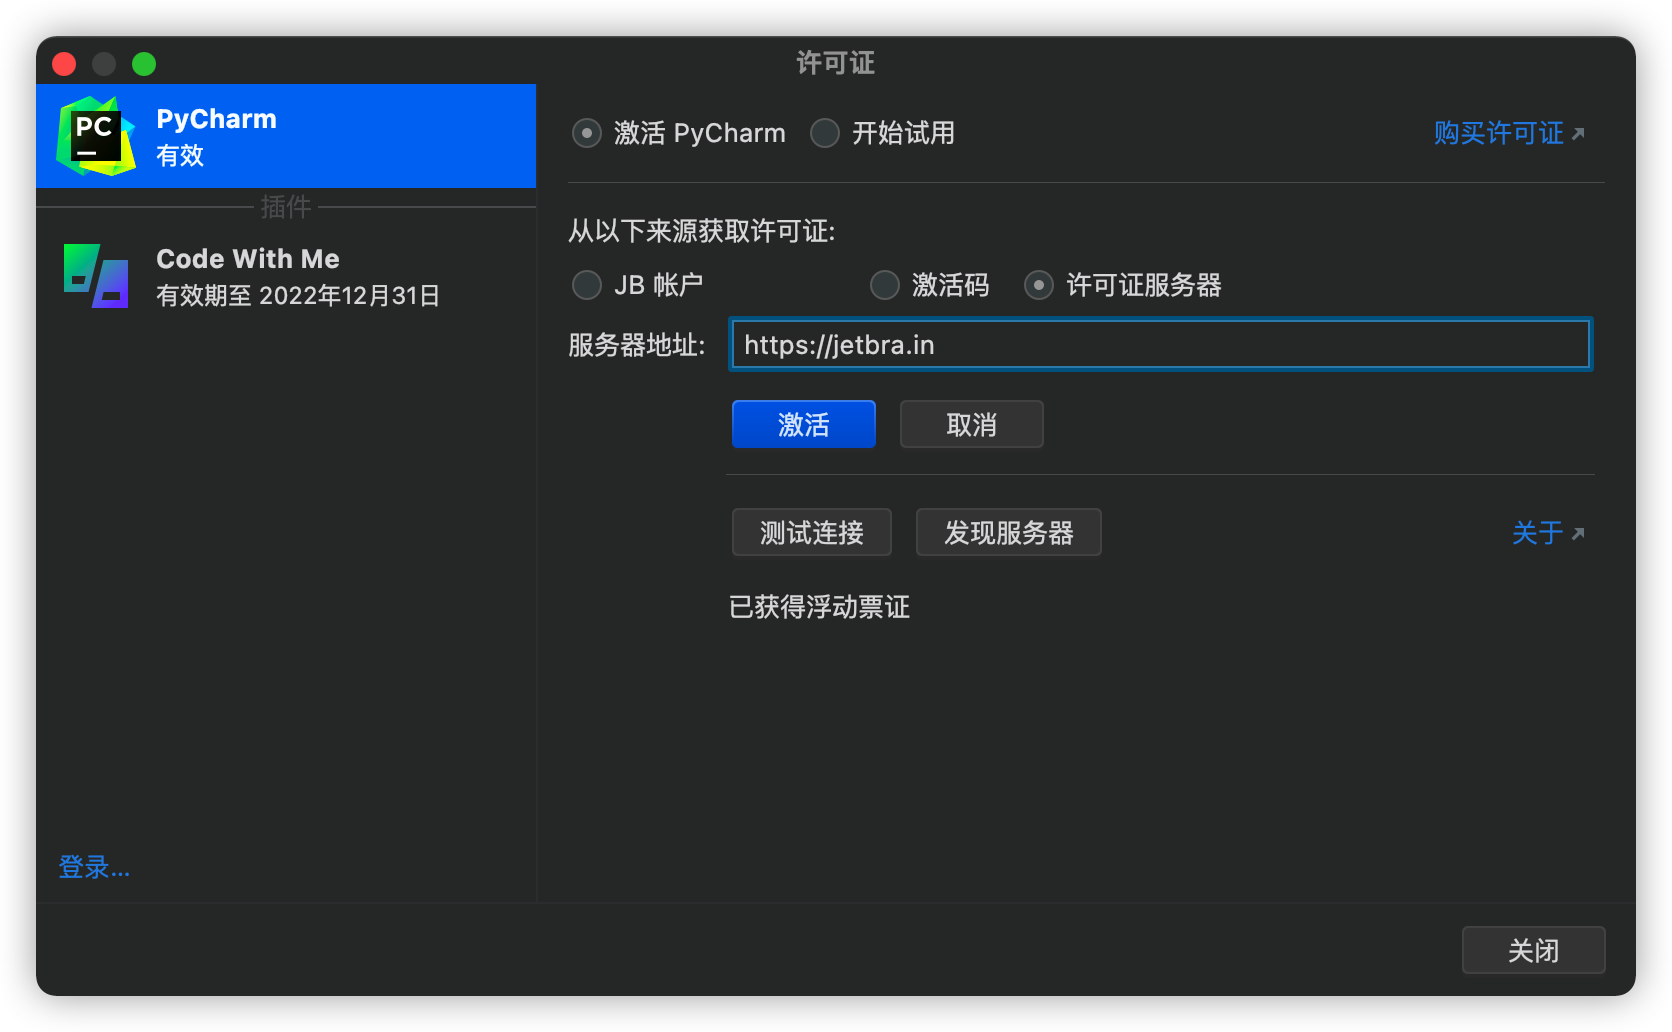 许可证
PC
PyCharm
有效
插件
Code With Me
有效期至 2022年12月31日
登录...
激活 PyCharm
开始试用
购买许可证
从以下来源获取许可证:
JB 帐户
激活码
许可证服务器
服务器地址: https://jetbra.in
激活
取消
测试连接
发现服务器
关于
已获得浮动票证
关闭